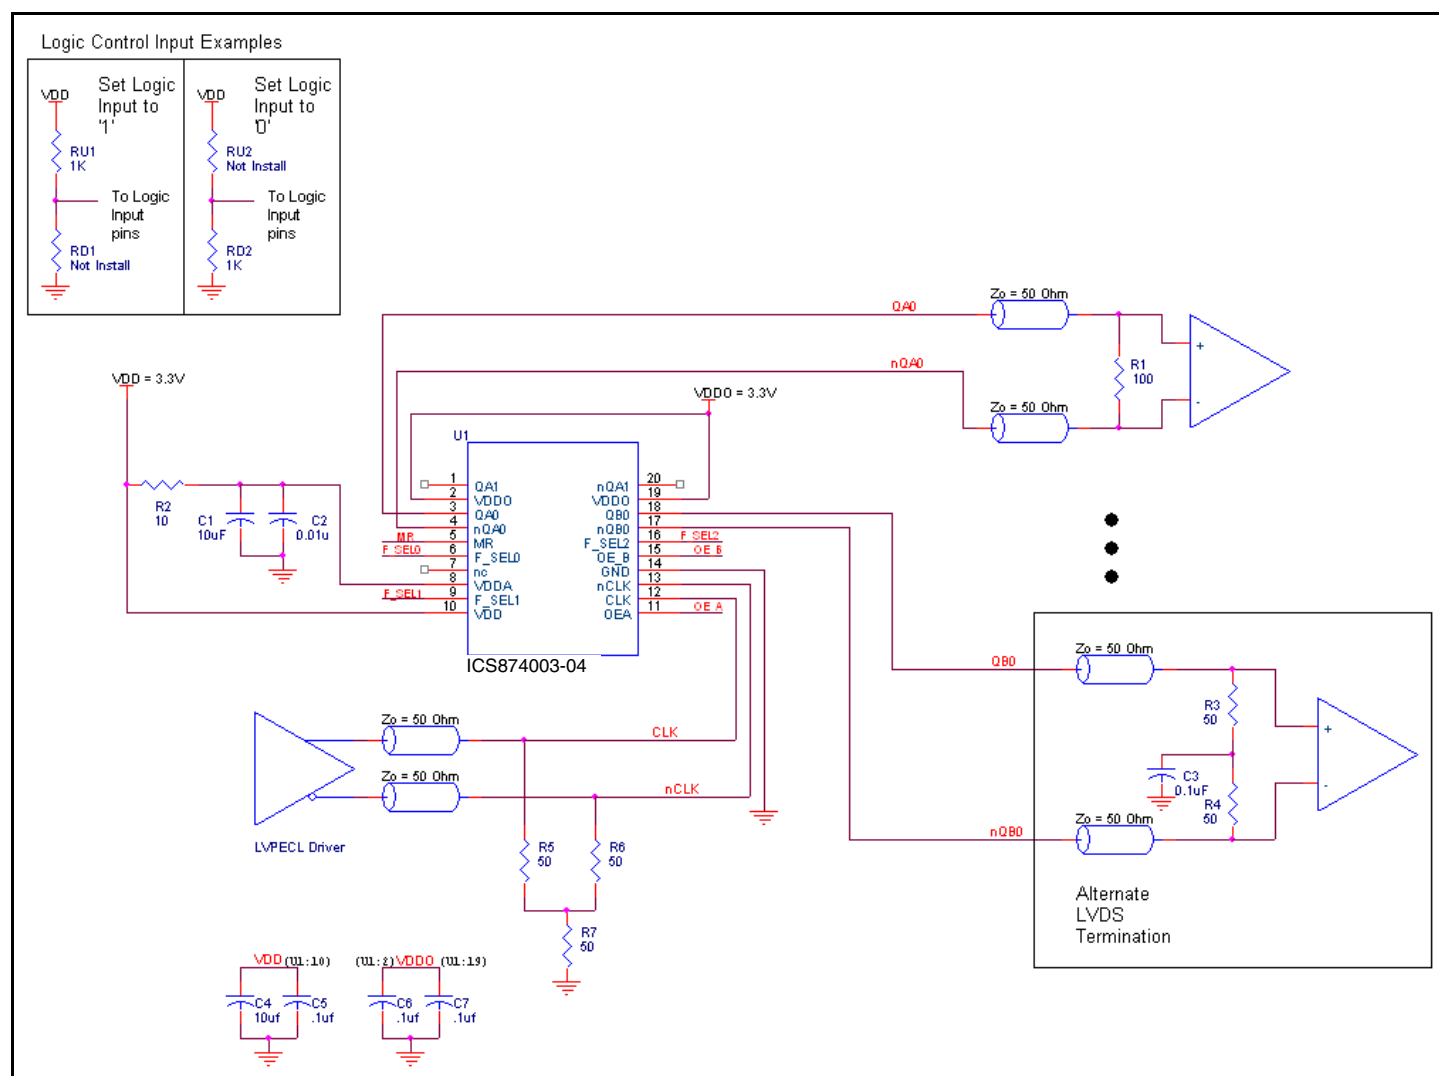 Logic Control Input Examples
VDD
Set Logic
Input to
'1'
RU1
1K
To Logic
Input
pins
RD1
Not Install
VDD
Set Logic
Input to
'0'
RU2
Not Install
To Logic
Input
pins
RD2
1K
QA0
Zo = 50 Ohm
nQA0
Zo = 50 Ohm
R1
100
+
-
VDD = 3.3V
VDDO = 3.3V
R2
10
C1
10uF
C2
0.01u
U1
1 QA1
2 VDDO
3 QA0
4 nQA0
MR 5 MR
F_SEL0 6 F_SEL0
7 nc
8 VDDA
F_SEL1 9 F_SEL1
10 VDD
nQA1 20
VDDO 19
QB0 18
nQB0 17
F_SEL2 16 F_SEL2
OE_B 15 OE_B
GND 14
nCLK 13
CLK 12
OEA 11 OE_A
ICS874003-04
Zo = 50 Ohm
CLK
Zo = 50 Ohm
nCLK
LVPECL Driver
R5
50
R6
50
R7
50
QB0
Zo = 50 Ohm
R3
50
C3
0.1uF
R4
50
+
-
nQB0
Zo = 50 Ohm
Alternate
LVDS
Termination
VDD (U1:10)
C4
10uf
C5
.1uf
(U1:2) VDDO (U1:19)
C6
.1uf
C7
.1uf